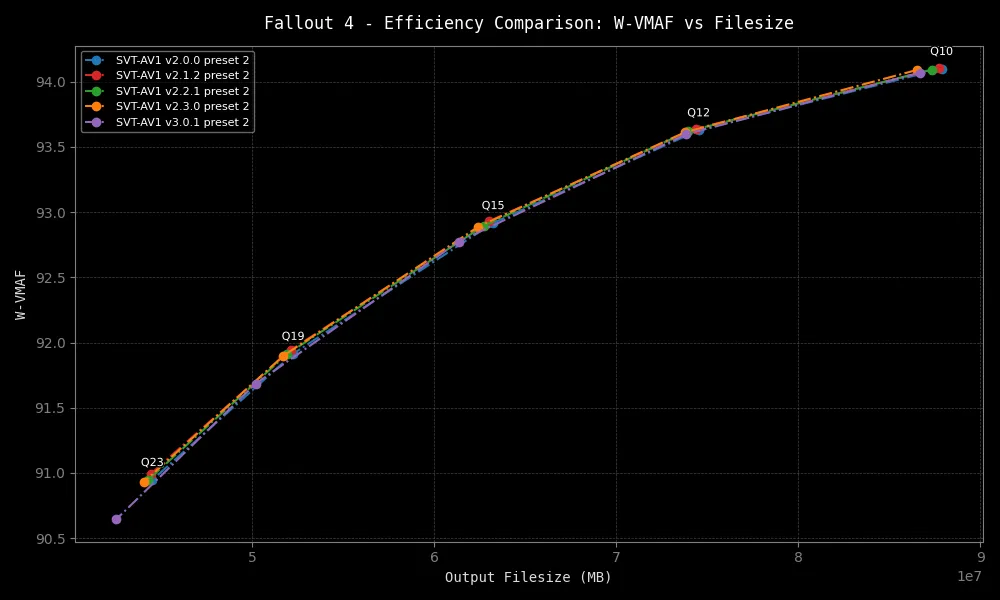 Fallout 4 - Efficiency Comparison: W-VMAF vs Filesize
SVT-AV1 v2.0.0 preset 2
SVT-AV1 v2.1.2 preset 2
SVT-AV1 v2.2.1 preset 2
SVT-AV1 v2.3.0 preset 2
SVT-AV1 v3.0.1 preset 2
Q10
Q12
Q15
Q19
Q23
94.0
93.5
93.0
92.5
92.0
91.5
91.0
90.5
W-VMAF
5 6 7 8 9
1e7
Output Filesize (MB)